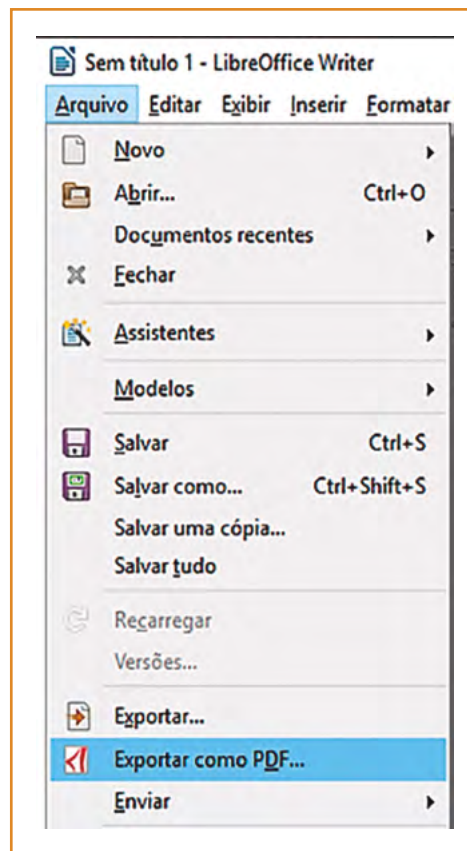 Sem título 1 - LibreOffice Writer
Arquivo Editar Exibir Inserir Formatar
Novo
Abrir... Ctrl+O
Documentos recentes
Fechar
Assistentes
Modelos
Salvar Ctrl+S
Salvar como... Ctrl+Shift+S
Salvar uma cópia...
Salvar tudo
Recarregar
Versões...
Exportar...
Exportar como PDF...
Enviar